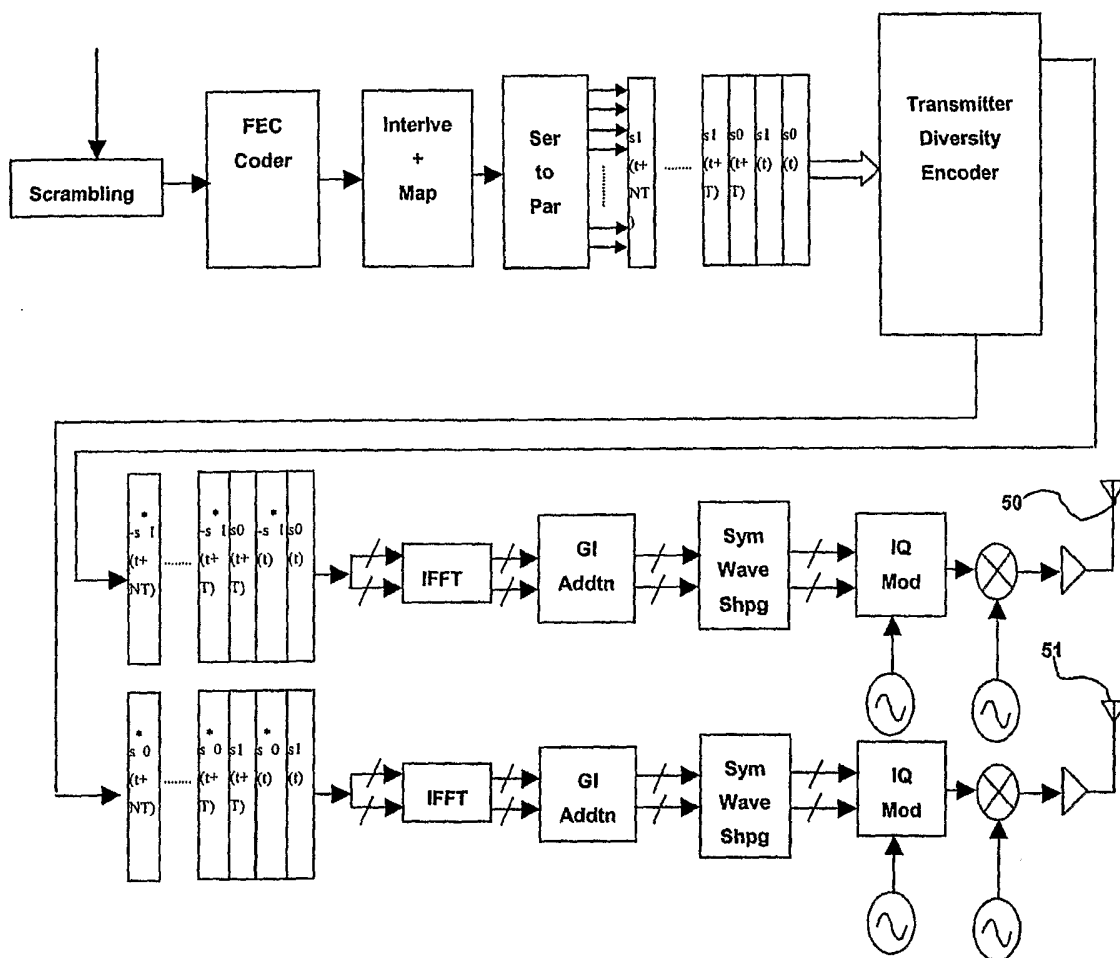 Scrambling
FEC
Coder
Interlve
+
Map
Ser
to
Par
s1
(t+
NT
)
........
s1
(t+
T)
s0
(t+
T)
s1
(t)
s0
(t)
Transmitter
Diversity
Encoder
*
-s 1
(t+
NT)
........
*
-s 1
(t+
T)
s0
(t+
T)
*
-s 1
(t)
s0
(t)
IFFT
GI
Addtn
Sym
Wave
Shpg
IQ
Mod
50
*
s 0
(t+
NT)
........
*
s 0
(t+
T)
s1
(t+
T)
*
s 0
(t)
s1
(t)
IFFT
GI
Addtn
Sym
Wave
Shpg
IQ
Mod
51